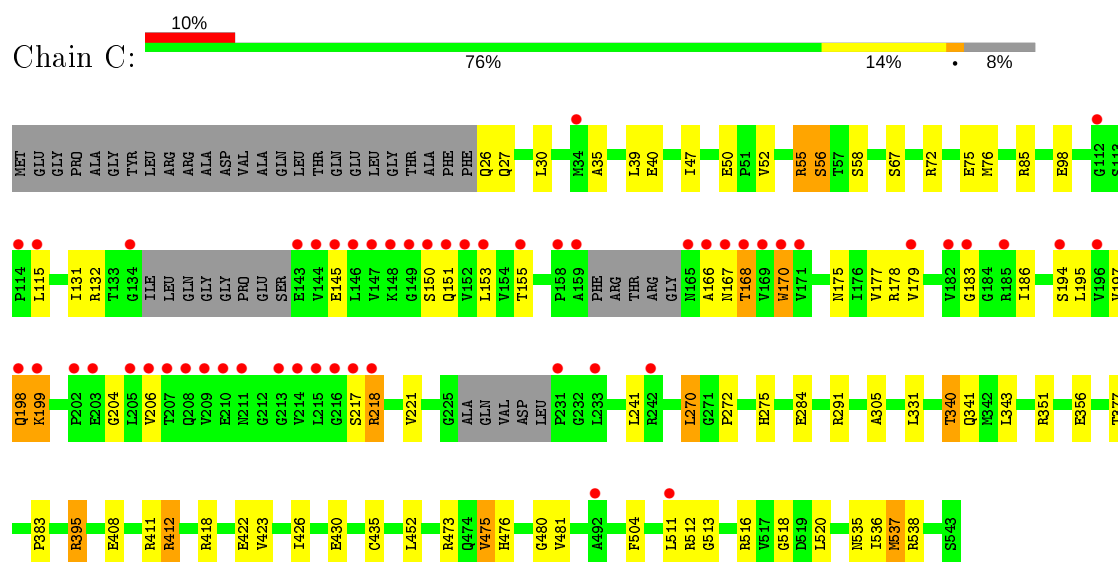 10%
Chain C:
76% 14% • 8%
MET GLU GLY PRO ALA GLY TYR LEU ARG ARG ALA ASP VAL ALA GLN LEU THR GLN GLU LEU GLY THR ALA PHE PHE Q26 Q27 L30 M34 A35 L39 E40 I47 E50 P51 V52 R55 S56 T57 S58 S67 R72 E75 M76 R85 E98 G112 S113
P114 L115 I131 R132 T133 G134 ILE LEU GLN GLY GLY PRO GLU SER E143 V144 E145 L146 V147 K148 G149 S150 Q151 V152 L153 V154 T155 P158 A159 PHE ARG THR ARG GLY N165 A166 N167 T168 V169 W170 V171 N175 I176 V177 R178 V179 V182 G183 G184 R185 I186 S194 L195 V196
Q198 K199 P202 E203 G204 L205 V206 T207 Q208 V209 E210 N211 G212 G213 V214 L215 G216 S217 R218 V221 G225 ALA GLN VAL ASP LEU P231 G232 L233 L241 R242 L270 G271 P272 H275 E284 R291 A305 L331 T340 Q341 M342 L343 R351 E356 T377
P383 R395 E408 R411 R412 R418 E422 V423 I426 E430 C435 L452 R473 Q474 V475 H476 G480 V481 A492 F504 L511 R512 G513 R516 V517 G518 D519 L520 N535 I536 M537 R538 S543